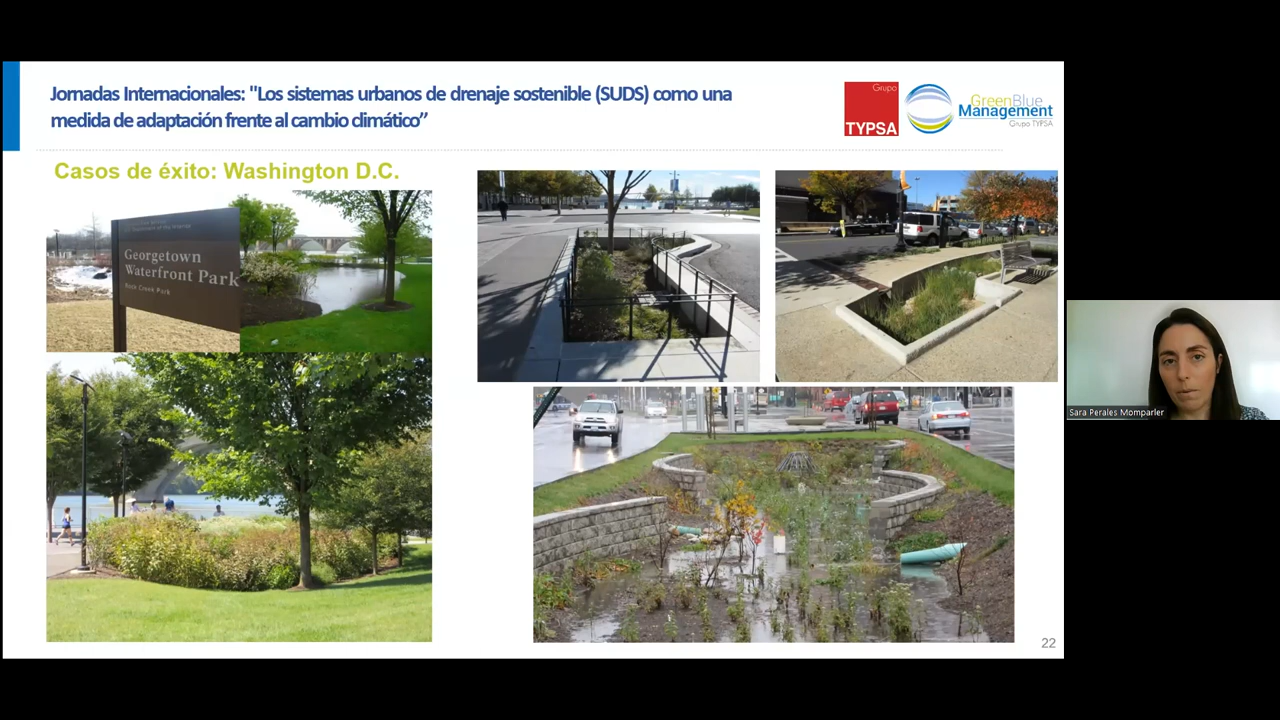 Jornadas Internacionales: "Los sistemas urbanos de drenaje sostenible (SUDS) como una
medida de adaptación frente al cambio climático”
Grupo
TYPSA
GreenBlue
Management
Grupo TYPSA
Casos de éxito: Washington D.C.
Georgetown
Waterfront Park
Rock Creek Park
Sara Perales Momparler
22